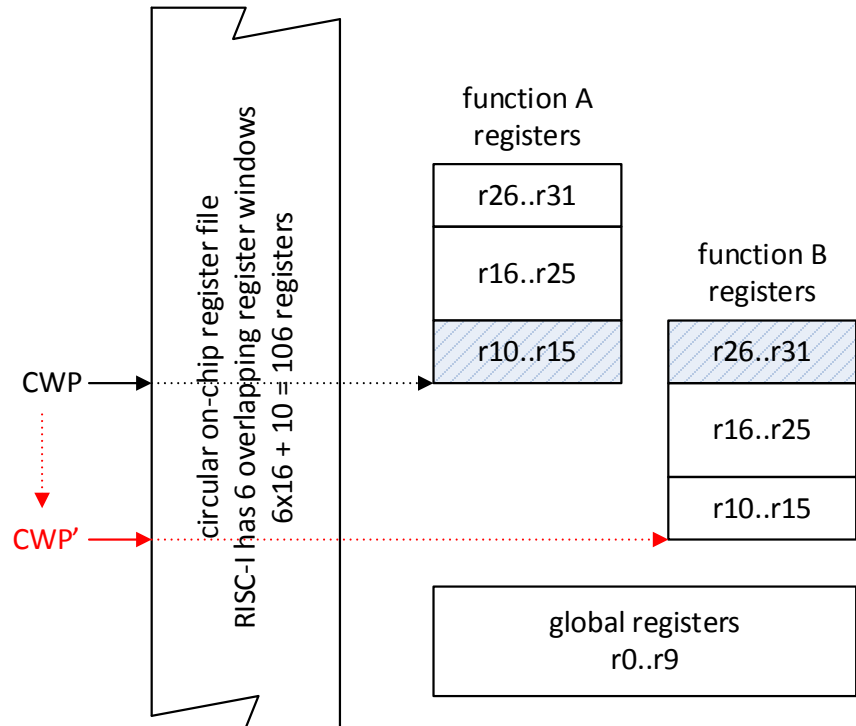 circular on-chip register file
RISC-I has 6 overlapping register windows
6x16 + 10 = 106 registers
CWP
CWP’
function A
registers
r26..r31
r16..r25
r10..r15
function B
registers
r26..r31
r16..r25
r10..r15
global registers
r0..r9